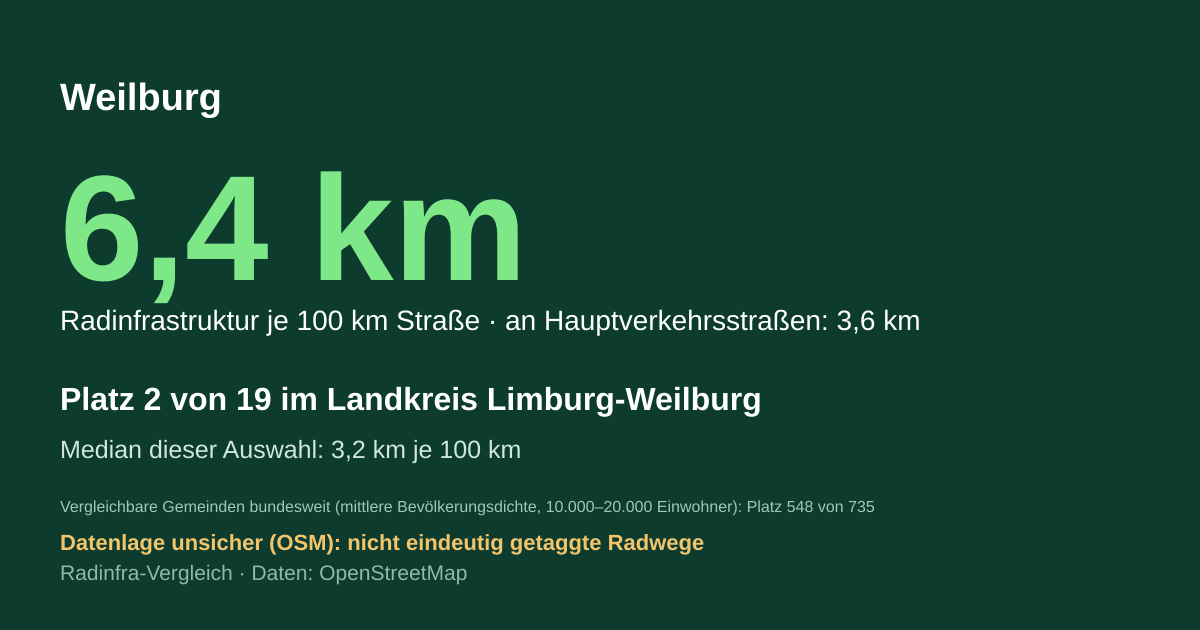 Weilburg
6,4 km
Radinfrastruktur je 100 km Straße · an Hauptverkehrsstraßen: 3,6 km
Platz 2 von 19 im Landkreis Limburg-Weilburg
Median dieser Auswahl: 3,2 km je 100 km
Vergleichbare Gemeinden bundesweit (mittlere Bevölkerungsdichte, 10.000–20.000 Einwohner): Platz 548 von 735
Datenlage unsicher (OSM): nicht eindeutig getaggte Radwege
Radinfra-Vergleich · Daten: OpenStreetMap